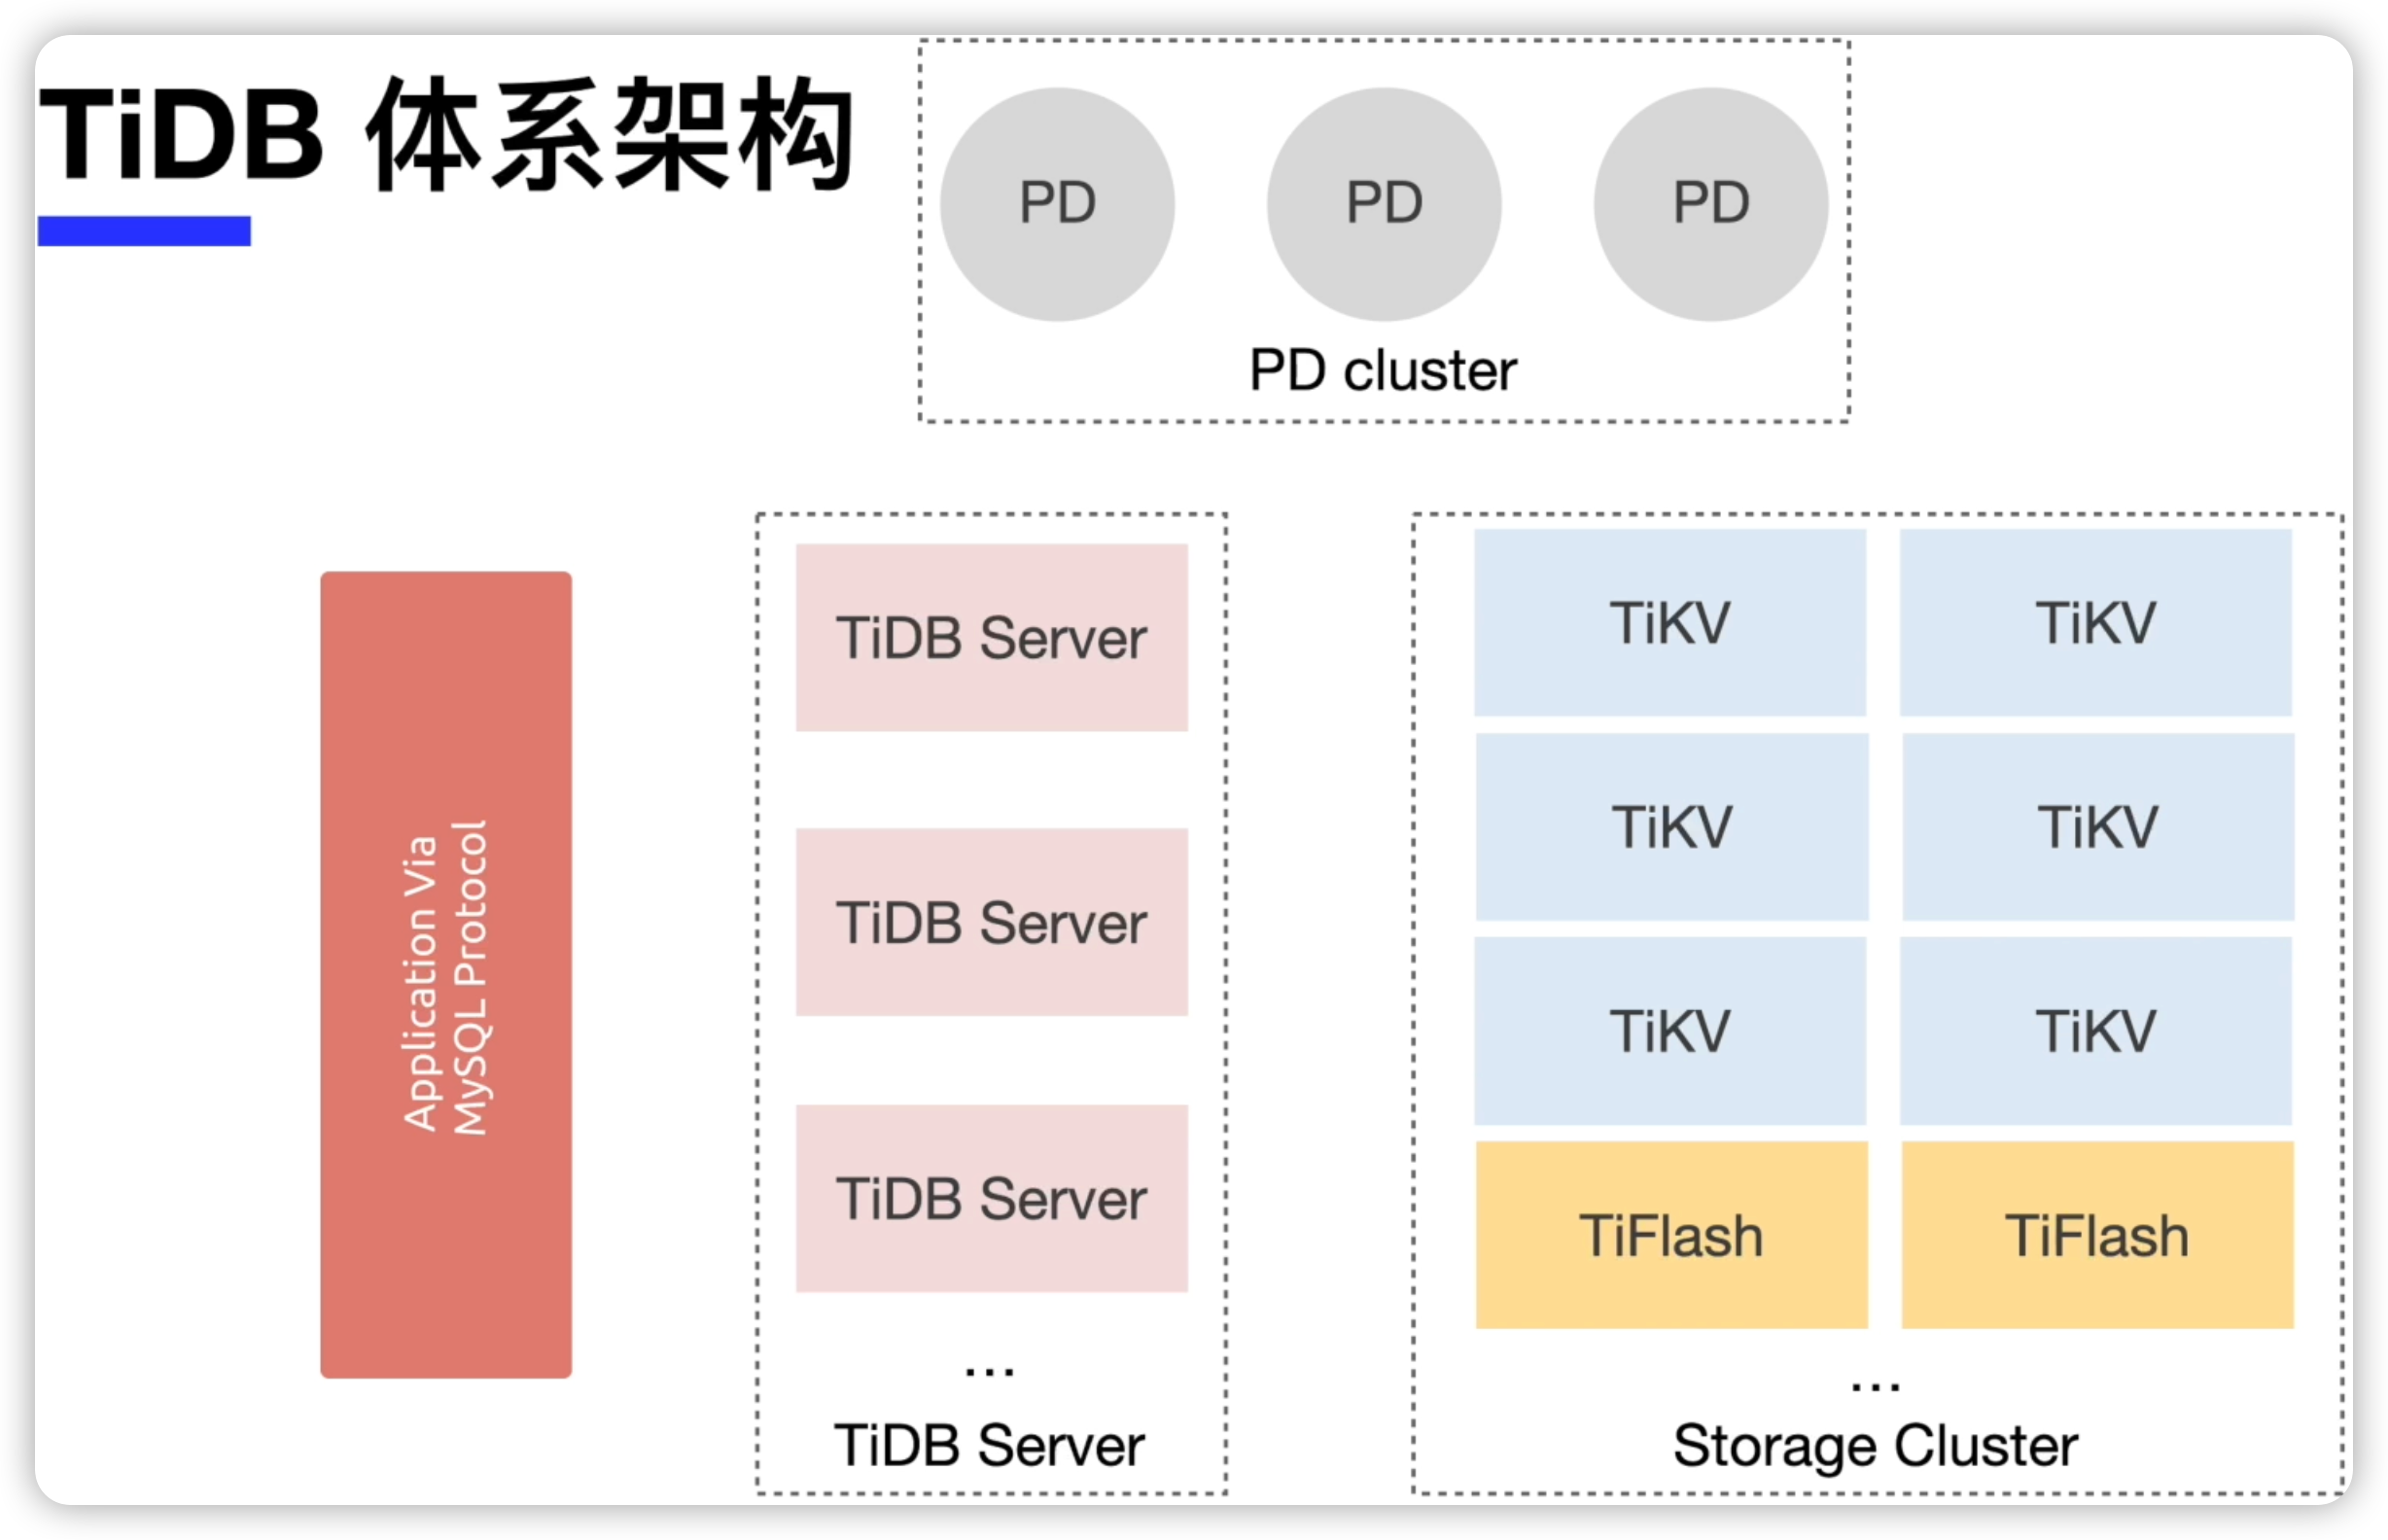 TiDB 体系架构
PD
PD
PD
PD cluster
Application Via
MySQL Protocol
TiDB Server
TiDB Server
TiDB Server
...
TiDB Server
TiKV
TiKV
TiKV
TiKV
TiKV
TiKV
TiFlash
TiFlash
...
Storage Cluster